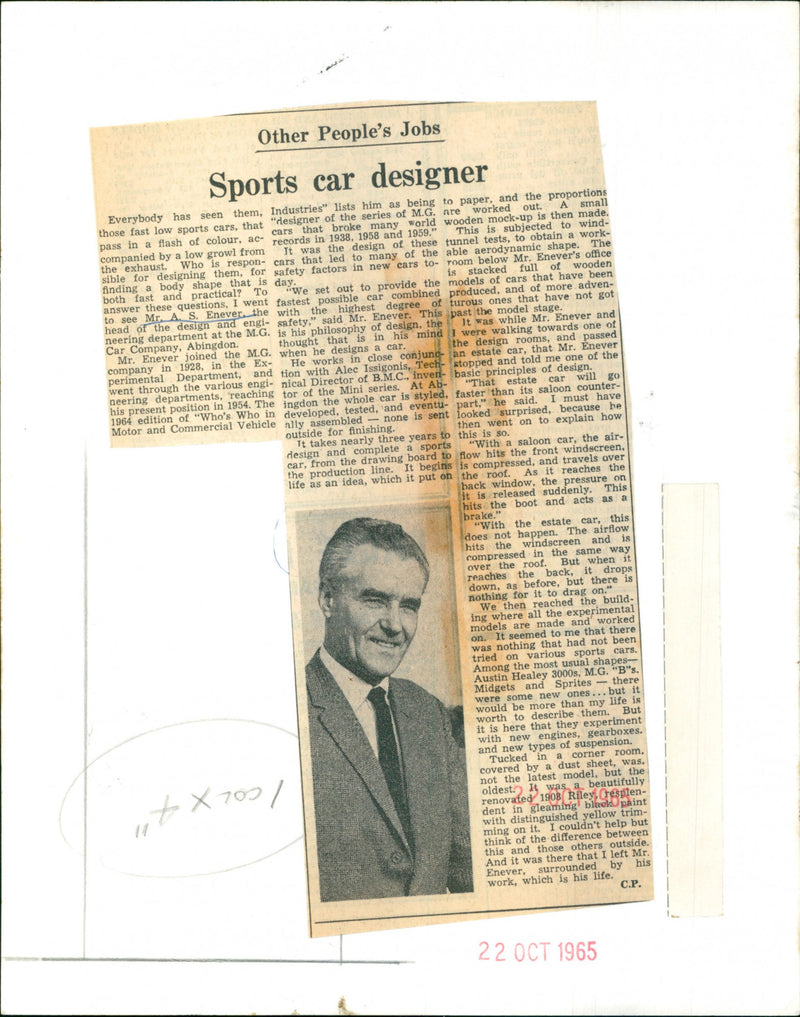 Other People's Jobs
Sports car designer
Everybody has seen them,
those fast low sports cars, that
pass in a flash of colour, ac-
companied by a low growl from
the exhaust. Who is respon-
sible for designing them, for
finding a body shape that is
both fast and practical? To
answer these questions, I went
to see Mr. A. S. Enever, the
head of the design and engi-
neering department at the M.G.
Car Company, Abingdon.
Mr. Enever joined the M.G.
company in 1928, in the Ex-
perimental Department, and
went through the various engi-
neering departments, reaching
his present position in 1954. The
1964 edition of "Who's Who in
Motor and Commercial Vehicle
Industries" lists him as being
"designer of the series of M.G.
cars that broke many world
records in 1938, 1958 and 1959."
It was the design of these
cars that led to many of the
safety factors in new cars to-
day.
"We set out to provide the
fastest possible car combined
with the highest degree of
safety," said Mr. Enever. This
is his philosophy of design, the
thought that is in his mind
when he designs a car.
He works in close conjunc-
tion with Alec Issigonis, Tech-
nical Director of B.M.C., inven-
tor of the Mini series. At Ab-
ingdon the whole car is styled,
developed, tested, and eventu-
ally assembled — none is sent
outside for finishing.
It takes nearly three years to
design and complete a sports
car, from the drawing board to
the production line. It begins
life as an idea, which it put on
to paper, and the proportions
are worked out. A small
wooden mock-up is then made.
This is subjected to wind-
tunnel tests, to obtain a work-
able aerodynamic shape. The
room below Mr. Enever's office
is stacked full of wooden
models of cars that have been
produced, and of more adven-
turous ones that have not got
past the model stage.
It was while Mr. Enever and
I were walking towards one of
the design rooms, and passed
an estate car, that Mr. Enever
stopped and told me one of the
basic principles of design.
"That estate car will go
faster than its saloon counter-
part," he said. I must have
looked surprised, because he
then went on to explain how
this is so.
"With a saloon car, the air-
flow hits the front windscreen,
is compressed, and travels over
the roof. As it reaches the
back window, the pressure on
it is released suddenly. This
hits the boot and acts as a
brake."
"With the estate car, this
does not happen. The airflow
hits the windscreen and is
compressed in the same way
over the roof. But when it
reaches the back, it drops
down, as before, but there is
nothing for it to drag on."
We then reached the build-
ing where all the experimental
models are made and worked
on. It seemed to me that there
was nothing that had not been
tried on various sports cars.
Among the most usual shapes—
Austin Healey 3000s, M.G. "B"s,
Midgets and Sprites — there
were some new ones... but it
would be more than my life is
worth to describe them. But
it is here that they experiment
with new engines, gearboxes,
and new types of suspension.
Tucked in a corner room,
covered by a dust sheet, was,
not the latest model, but the
oldest. It was a beautifully
renovated 1908 Riley, resplen-
dent in gleaming black paint
with distinguished yellow trim-
ming on it. I couldn't help but
think of the difference between
this and those others outside.
And it was there that I left Mr.
Enever, surrounded by his
work, which is his life.
C.P.
22 OCT 1965
1 col x 4"
22 OCT 1965